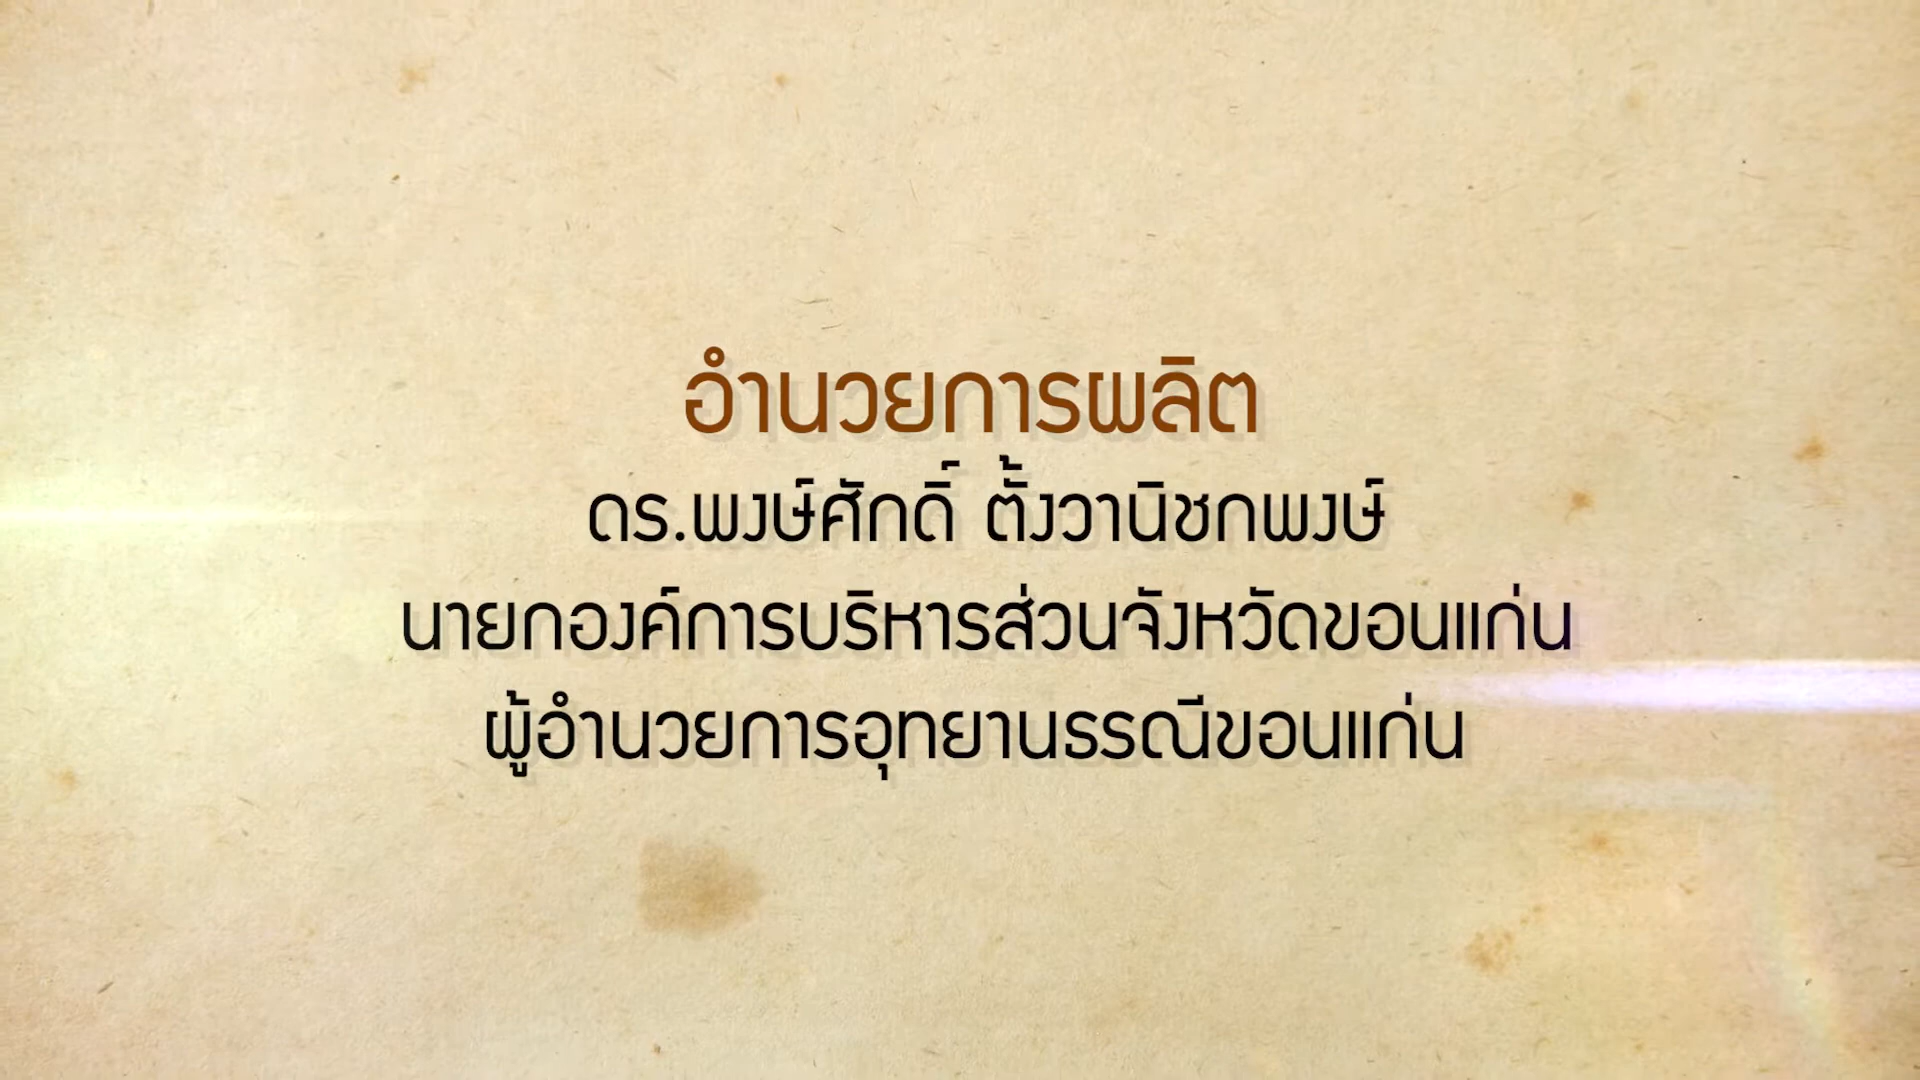 อำนวยการผลิต
ดร.พงษ์ศักดิ์ ตั้งวานิชกพงษ์
นายกองค์การบริหารส่วนจังหวัดขอนแก่น
ผู้อำนวยการอุทยานธรณีขอนแก่น